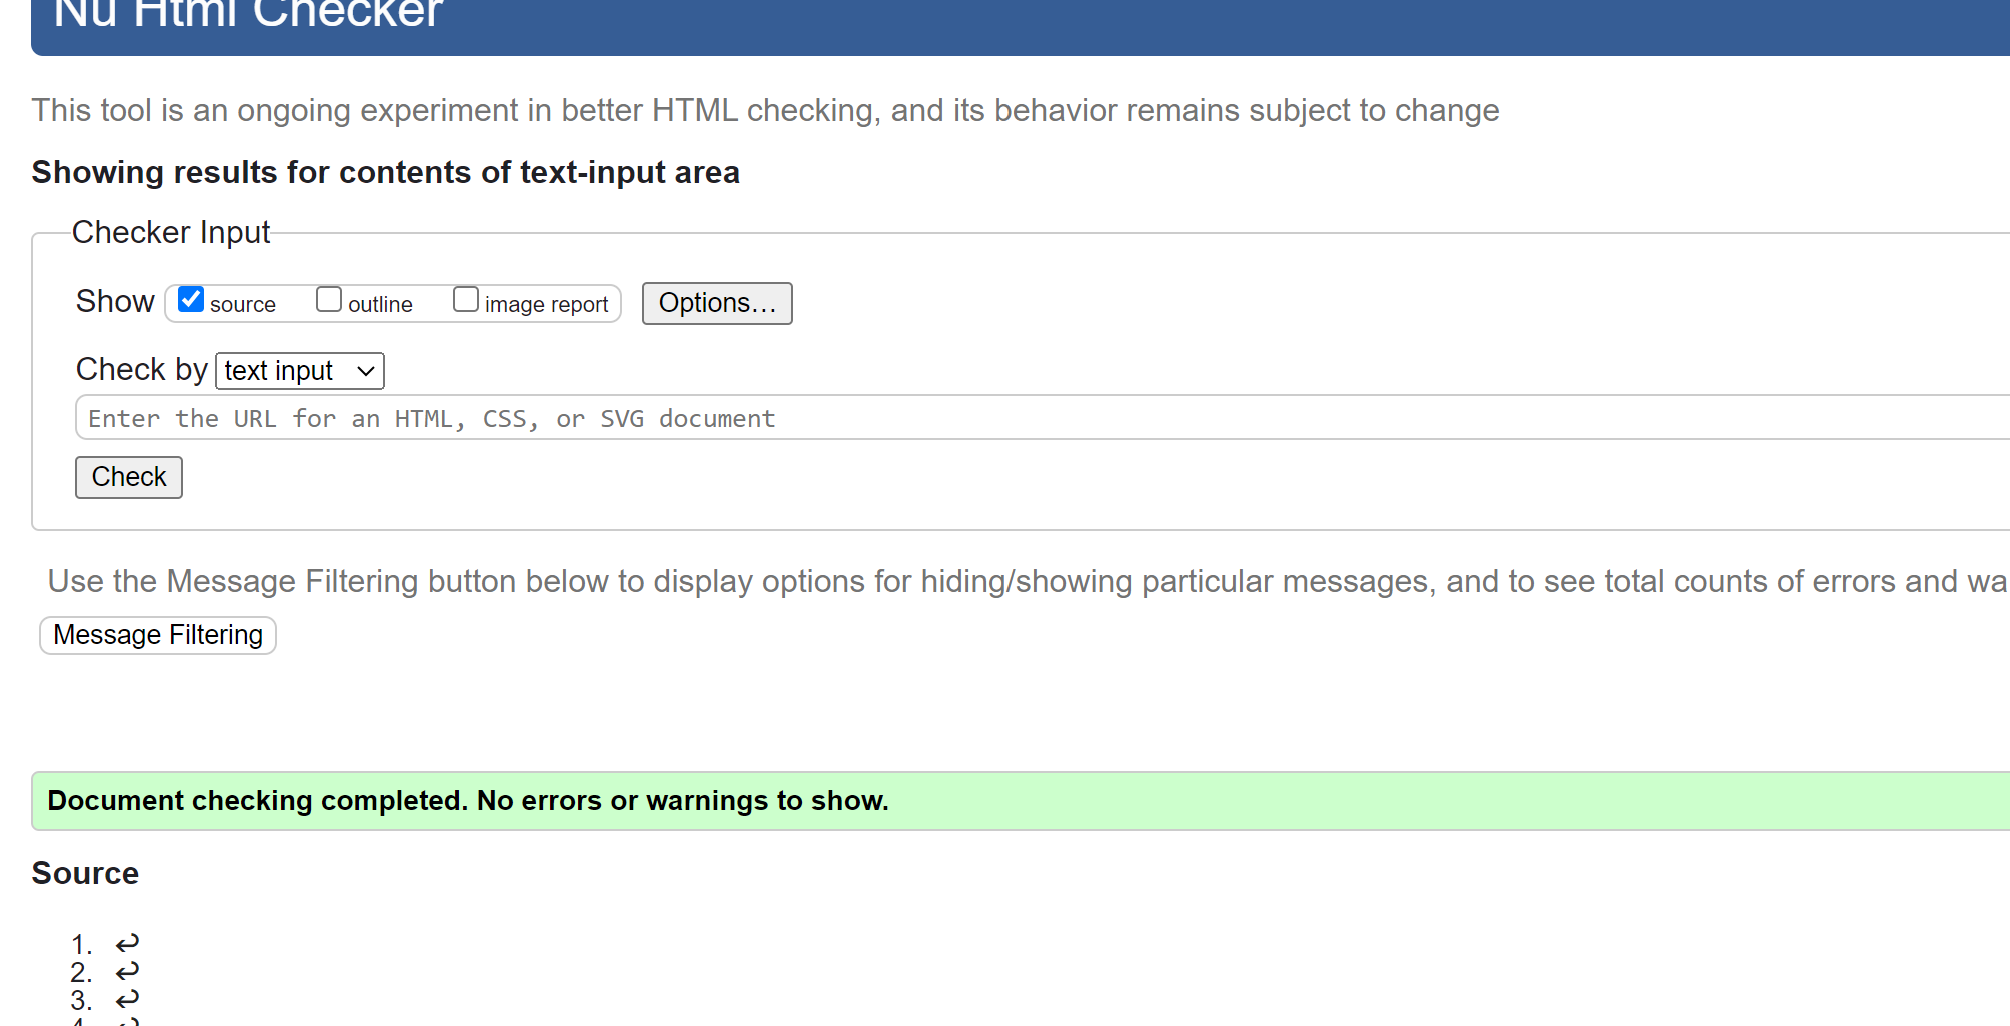 Nu Html Checker
This tool is an ongoing experiment in better HTML checking, and its behavior remains subject to change
Showing results for contents of text-input area
Checker Input
Show source outline image report Options...
Check by text input
Enter the URL for an HTML, CSS, or SVG document
Check
Use the Message Filtering button below to display options for hiding/showing particular messages, and to see total counts of errors and wa
Message Filtering
Document checking completed. No errors or warnings to show.
Source
1. ↩
2. ↩
3. ↩
4. ↩